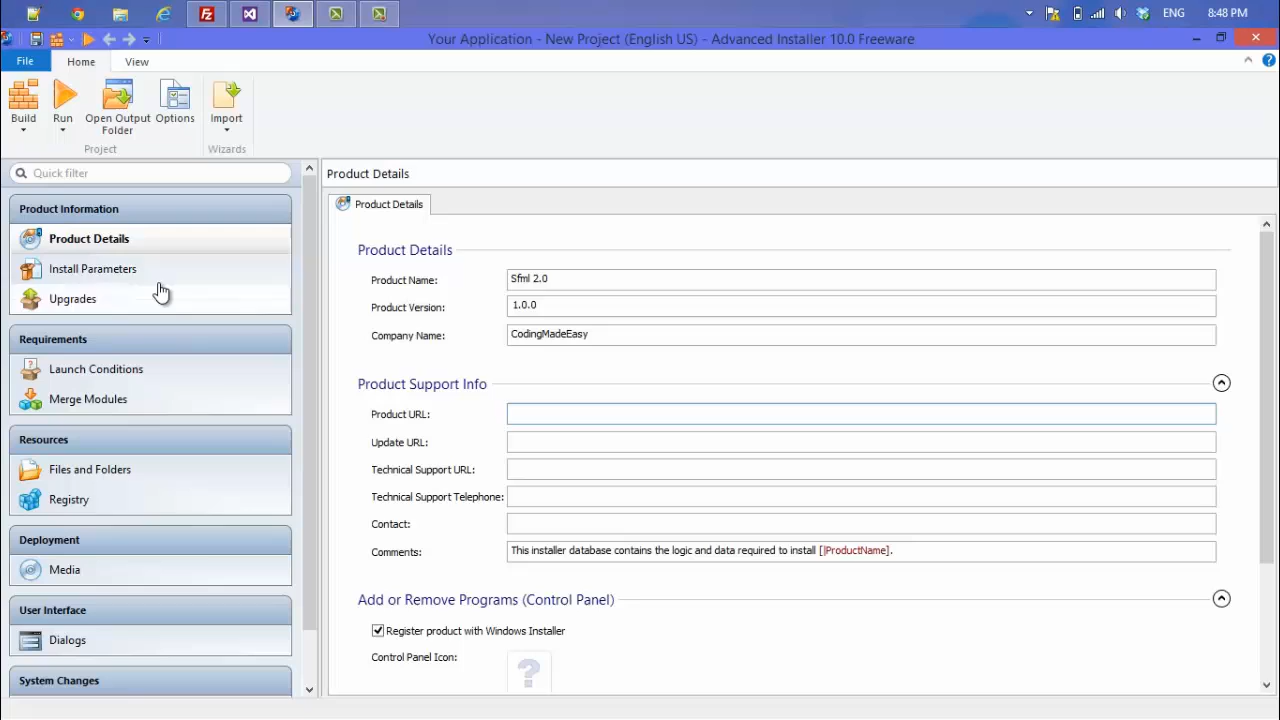 ENG
8:48 PM
Your Application - New Project (English US) - Advanced Installer 10.0 Freeware
File
Home
View
Build
Run
Open Output Folder
Options
Import
Project
Wizards
Quick filter
Product Information
Product Details
Install Parameters
Upgrades
Requirements
Launch Conditions
Merge Modules
Resources
Files and Folders
Registry
Deployment
Media
User Interface
Dialogs
System Changes
Product Details
Product Details
Product Details
Product Name: Sfml 2.0
Product Version: 1.0.0
Company Name: CodingMadeEasy
Product Support Info
Product URL:
Update URL:
Technical Support URL:
Technical Support Telephone:
Contact:
Comments: This installer database contains the logic and data required to install [|ProductName].
Add or Remove Programs (Control Panel)
Register product with Windows Installer
Control Panel Icon: